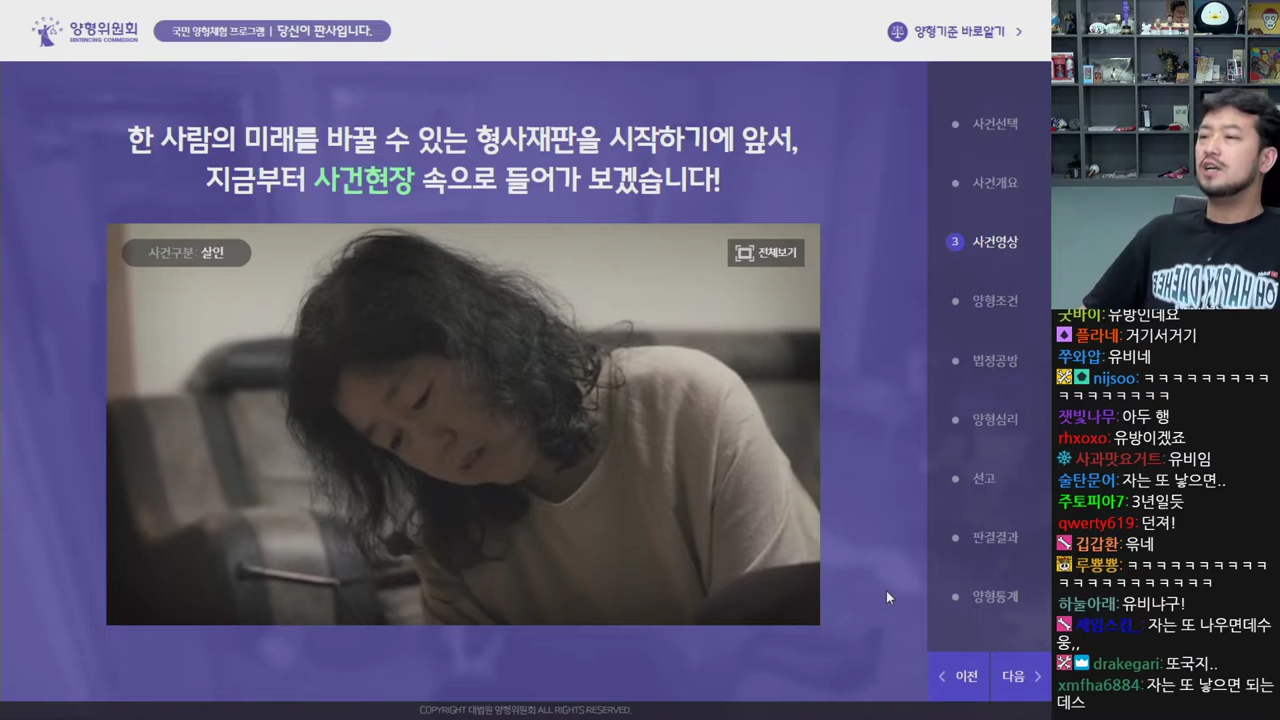 양형위원회
SENTENCING COMMISSION
국민 양형체험 프로그램 | 당신이 판사입니다.
양형기준 바로알기
한 사람의 미래를 바꿀 수 있는 형사재판을 시작하기에 앞서,
지금부터 사건현장 속으로 들어가 보겠습니다!
사건구분: 살인
전체보기
사건선택
사건개요
3 사건영상
양형조건
법정공방
양형심리
선고
판결결과
양형통계
이전
다음
COPYRIGHT 대법원 양형위원회 ALL RIGHTS RESERVED.
OH HAPPY
굿바이: 유방인데요
플라네: 거기서거기
쭈와압: 유비네
nijsoo: ㅋㅋㅋㅋㅋㅋㅋㅋㅋ
ㅋㅋㅋㅋㅋㅋㅋㅋ
잿빛나무: 아두 행
rhxoxo: 유방이겠죠
사과맛요거트: 유비임
술탄문어: 자는 또 낳으면..
주토피아7: 3년일듯
qwerty619: 던져!
김갑환: 윾네
루뽕뽕: ㅋㅋㅋㅋㅋㅋㅋㅋㅋㅋ
ㅋㅋㅋㅋㅋㅋㅋㅋㅋㅋㅋ
하눌아래: 유비냐구!
자는 또 나우면데수
웅,,
drakegari: 또국지..
xmfha6884: 자는 또 낳으면 되는
데스